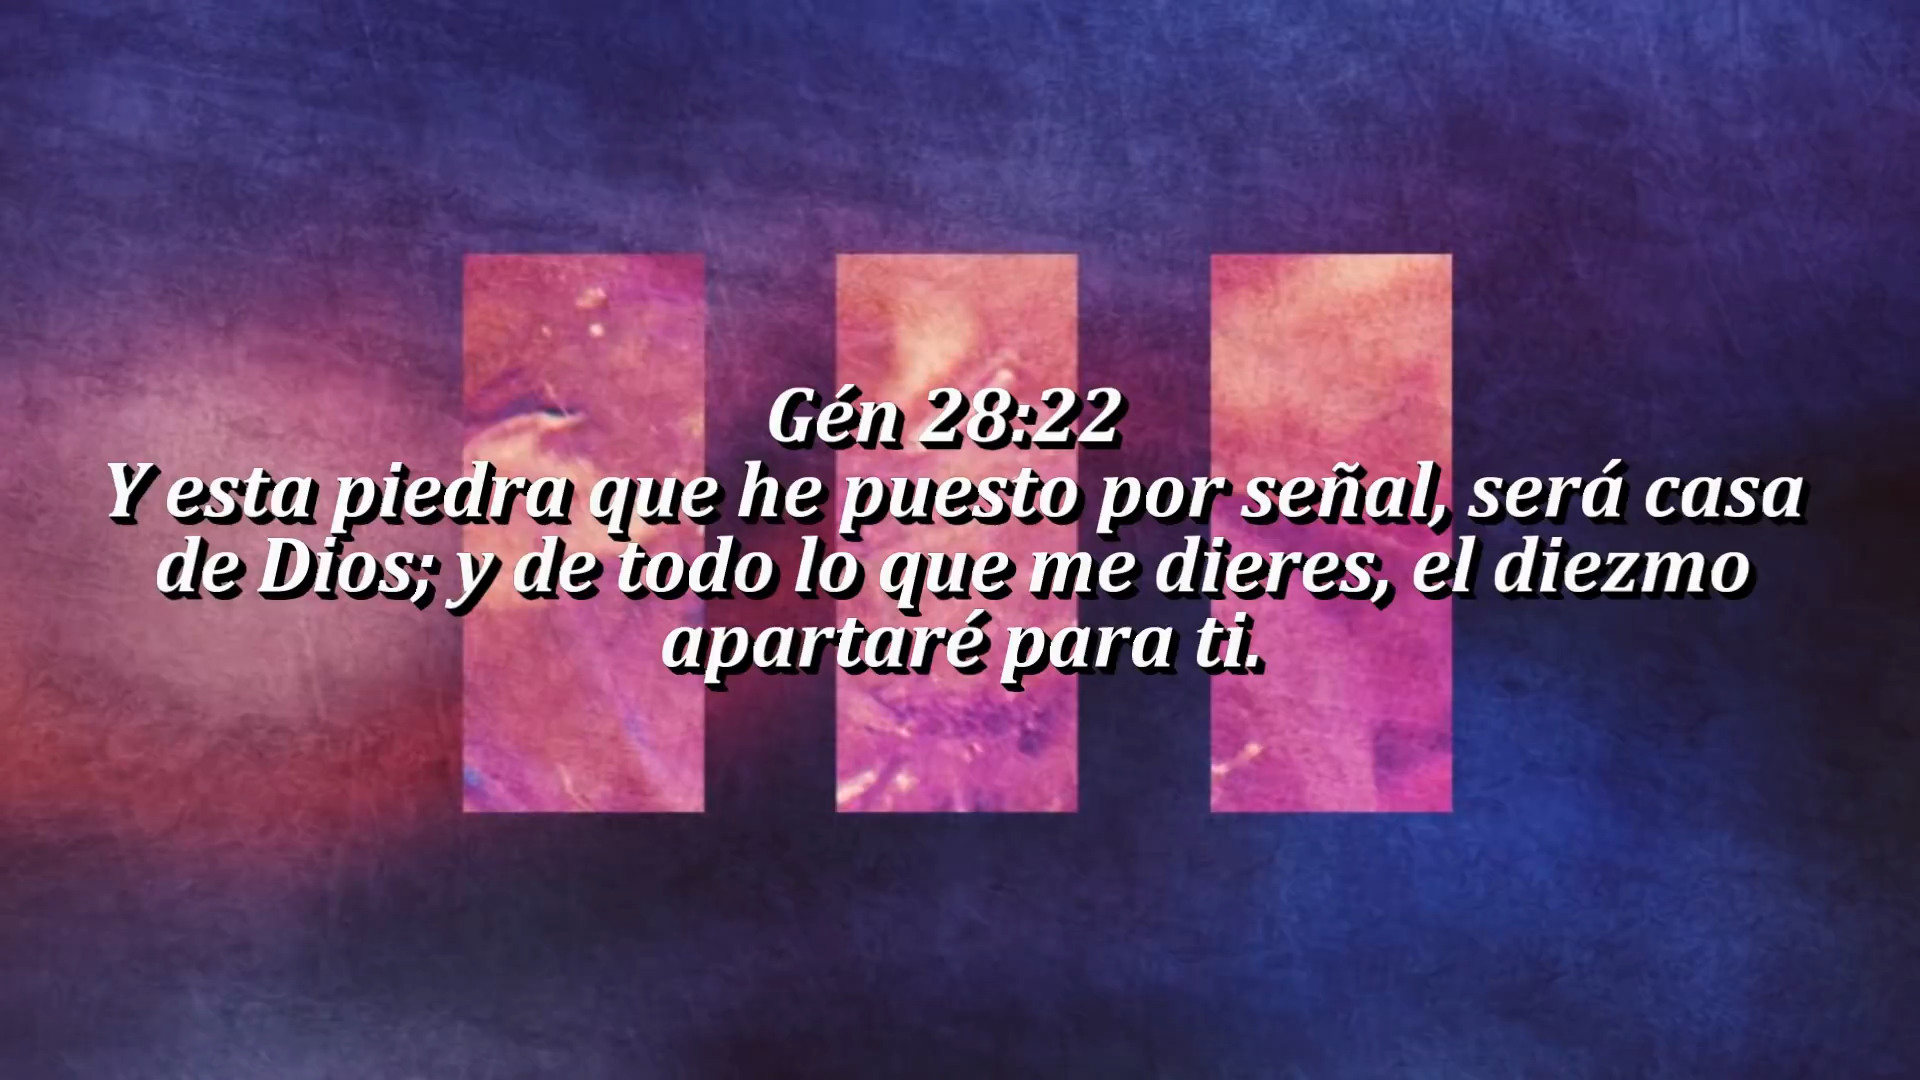 Gén 28:22
Y esta piedra que he puesto por señal, será casa
de Dios; y de todo lo que me dieres, el diezmo
apartaré para ti.